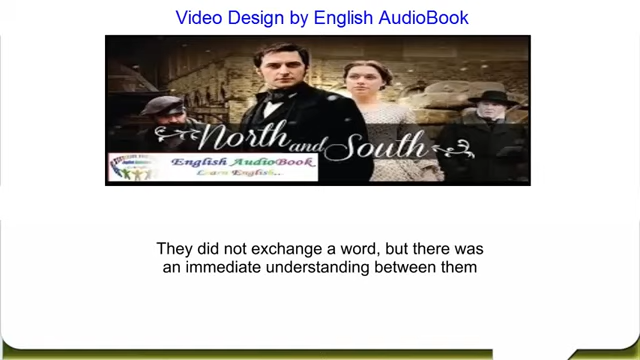 Video Design by English AudioBook
North and South
English AudioBook
Learn English...
They did not exchange a word, but there was
an immediate understanding between them